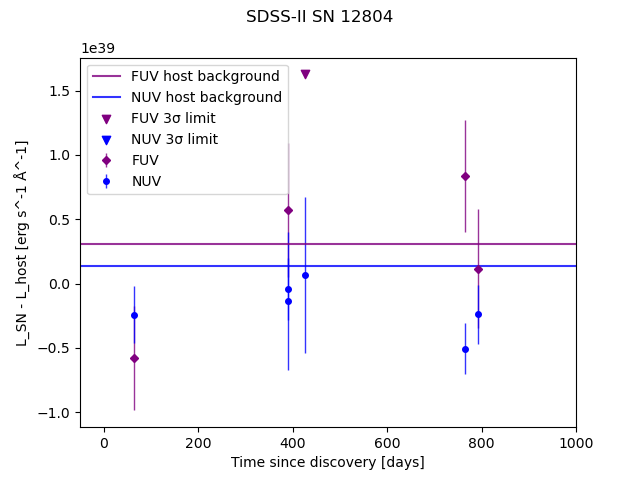 SDSS-II SN 12804
1e39
FUV host background
NUV host background
FUV 3σ limit
NUV 3σ limit
FUV
NUV
1.5
1.0
0.5
0.0
−0.5
−1.0
L_SN - L_host [erg s^-1 Å^-1]
0 200 400 600 800 1000
Time since discovery [days]